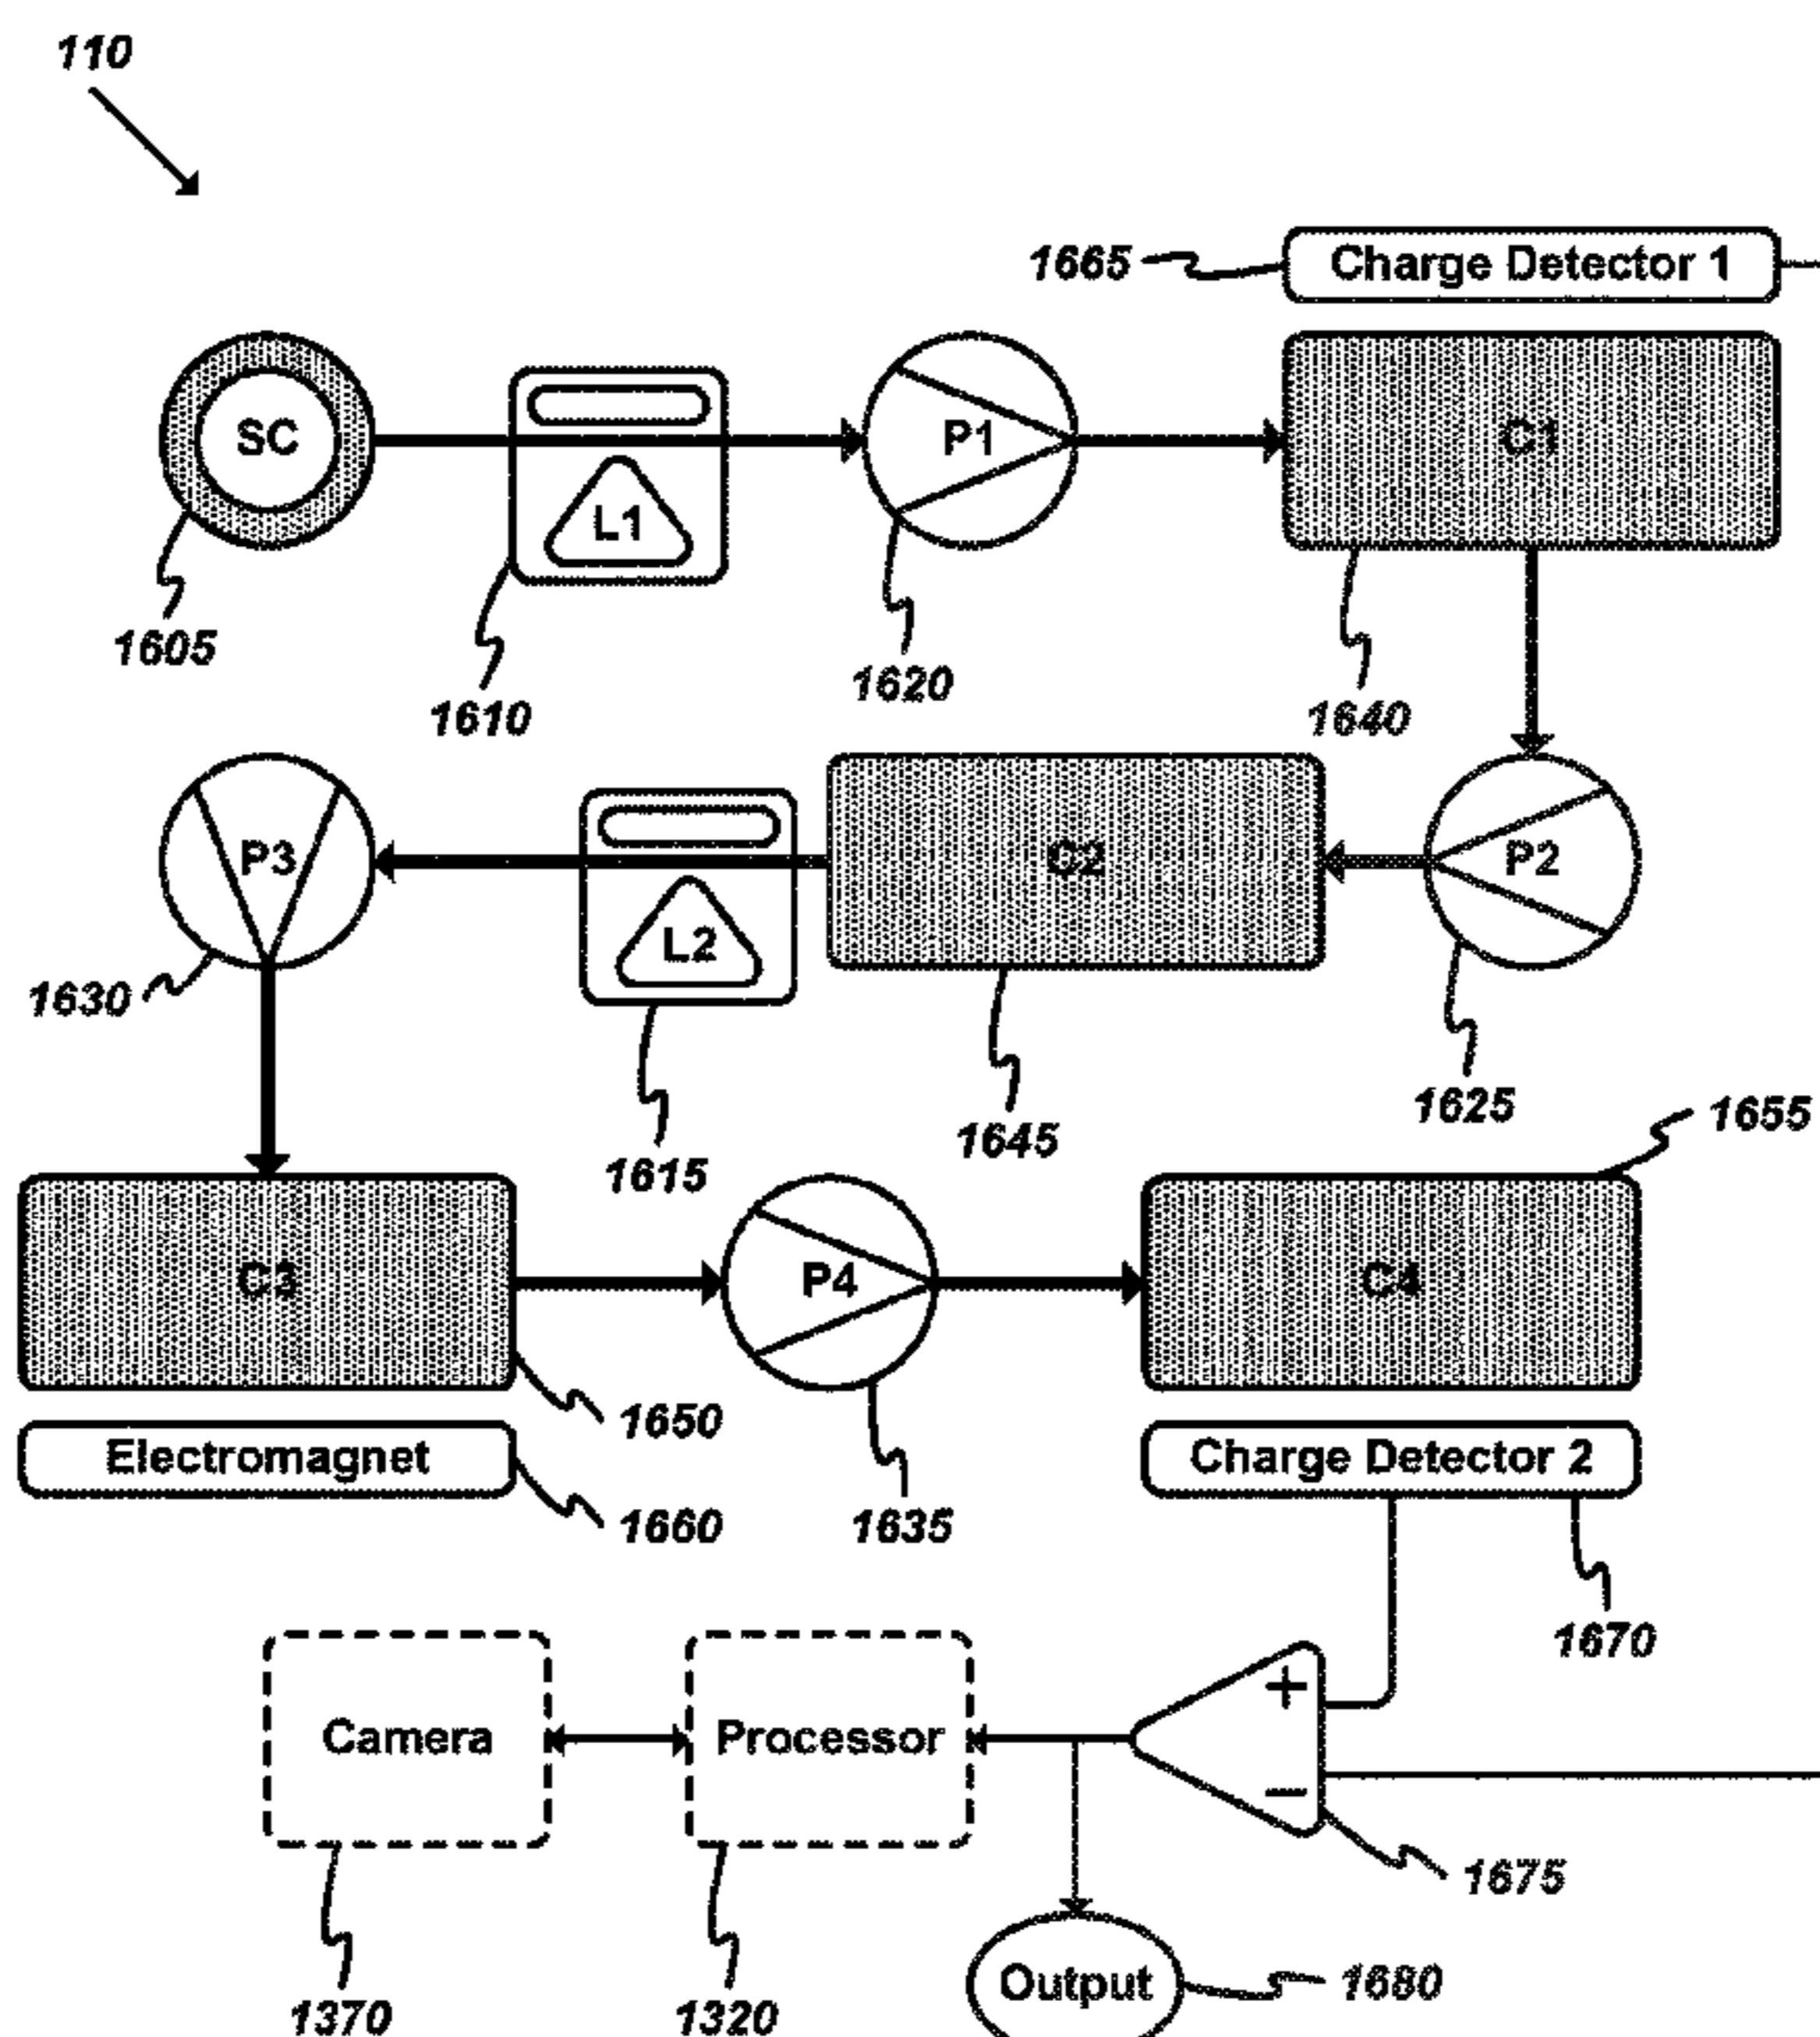 110
1665
Charge Detector 1
SC
L1
P1
C1
1605
1610
1620
1640
P3
L2
C2
P2
1630
1615
1645
1625
1655
C3
P4
C4
1650
Electromagnet
1660
1635
Charge Detector 2
1670
Camera
Processor
+
−
1675
Output
1680
1370
1320